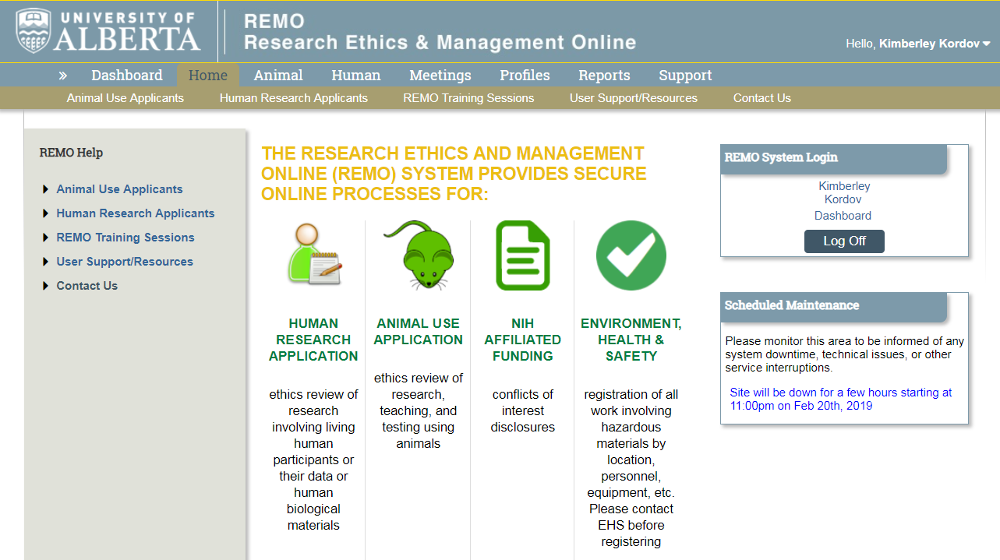 UNIVERSITY OF
ALBERTA
REMO
Research Ethics & Management Online
Hello, Kimberley Kordov
» Dashboard Home Animal Human Meetings Profiles Reports Support
Animal Use Applicants Human Research Applicants REMO Training Sessions User Support/Resources Contact Us
REMO Help
Animal Use Applicants
Human Research Applicants
REMO Training Sessions
User Support/Resources
Contact Us
THE RESEARCH ETHICS AND MANAGEMENT
ONLINE (REMO) SYSTEM PROVIDES SECURE
ONLINE PROCESSES FOR:
HUMAN
RESEARCH
APPLICATION
ethics review of
research
involving living
human
participants or
their data or
human
biological
materials
ANIMAL USE
APPLICATION
ethics review of
research,
teaching, and
testing using
animals
NIH
AFFILIATED
FUNDING
conflicts of
interest
disclosures
ENVIRONMENT,
HEALTH &
SAFETY
registration of all
work involving
hazardous
materials by
location,
personnel,
equipment, etc.
Please contact
EHS before
registering
REMO System Login
Kimberley
Kordov
Dashboard
Log Off
Scheduled Maintenance
Please monitor this area to be informed of any
system downtime, technical issues, or other
service interruptions.
Site will be down for a few hours starting at
11:00pm on Feb 20th, 2019